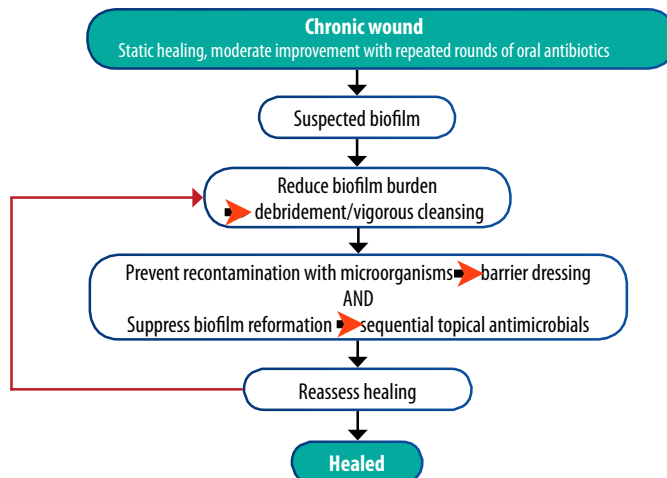 Chronic wound
Static healing, moderate improvement with repeated rounds of oral antibiotics
Suspected biofilm
Reduce biofilm burden
debridement/vigorous cleansing
Prevent recontamination with microorganisms barrier dressing
AND
Suppress biofilm reformation sequential topical antimicrobials
Reassess healing
Healed